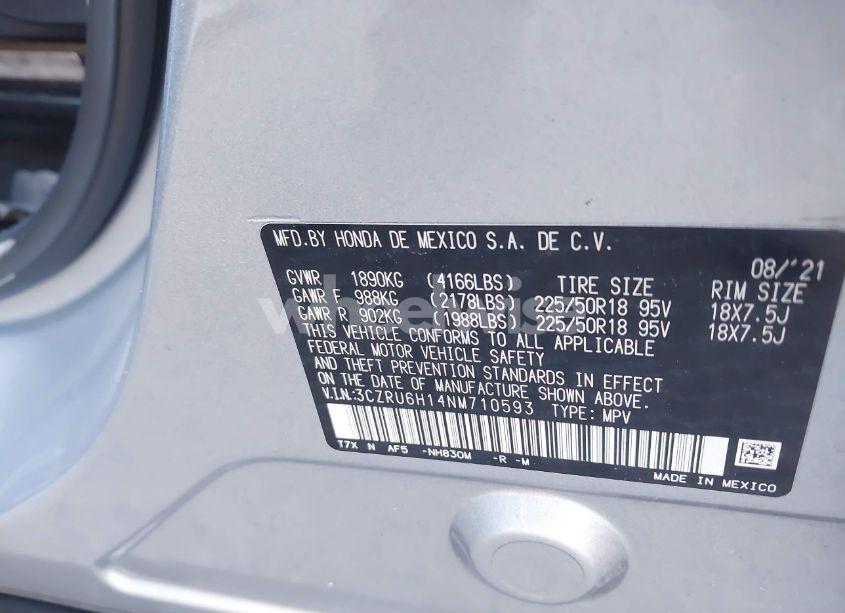 MFD.BY HONDA DE MEXICO S.A. DE C.V.
08/'21
GVWR 1890KG (4166LBS) TIRE SIZE RIM SIZE
GAWR F 988KG (2178LBS) 225/50R18 95V 18X7.5J
GAWR R 902KG (1988LBS) 225/50R18 95V 18X7.5J
THIS VEHICLE CONFORMS TO ALL APPLICABLE
FEDERAL MOTOR VEHICLE SAFETY
AND THEFT PREVENTION STANDARDS IN EFFECT
ON THE DATE OF MANUFACTURE SHOWN ABOVE.
V.I.N:3CZRU6H14NM710593 TYPE: MPV
T7X N AF5 -NH830M -R -M
MADE IN MEXICO